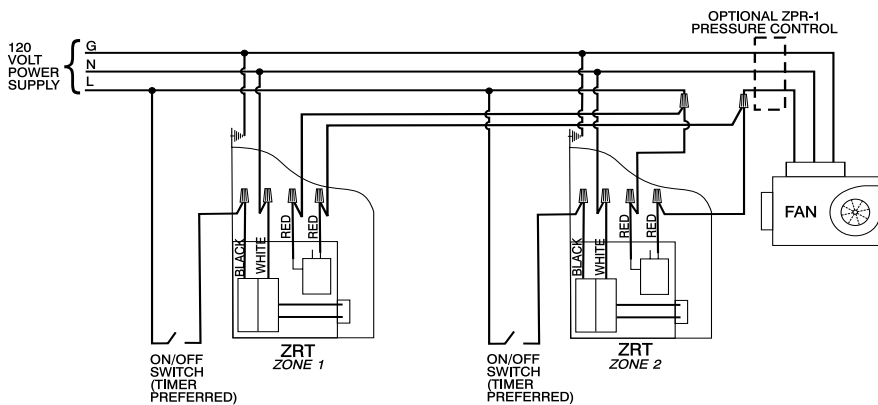 OPTIONAL ZPR-1
PRESSURE CONTROL
120
VOLT
POWER
SUPPLY
G
N
L
FAN
BLACK
WHITE
RED
RED
BLACK
WHITE
RED
RED
ZRT
ZONE 1
ZRT
ZONE 2
ON/OFF
SWITCH
(TIMER
PREFERRED)
ON/OFF
SWITCH
(TIMER
PREFERRED)